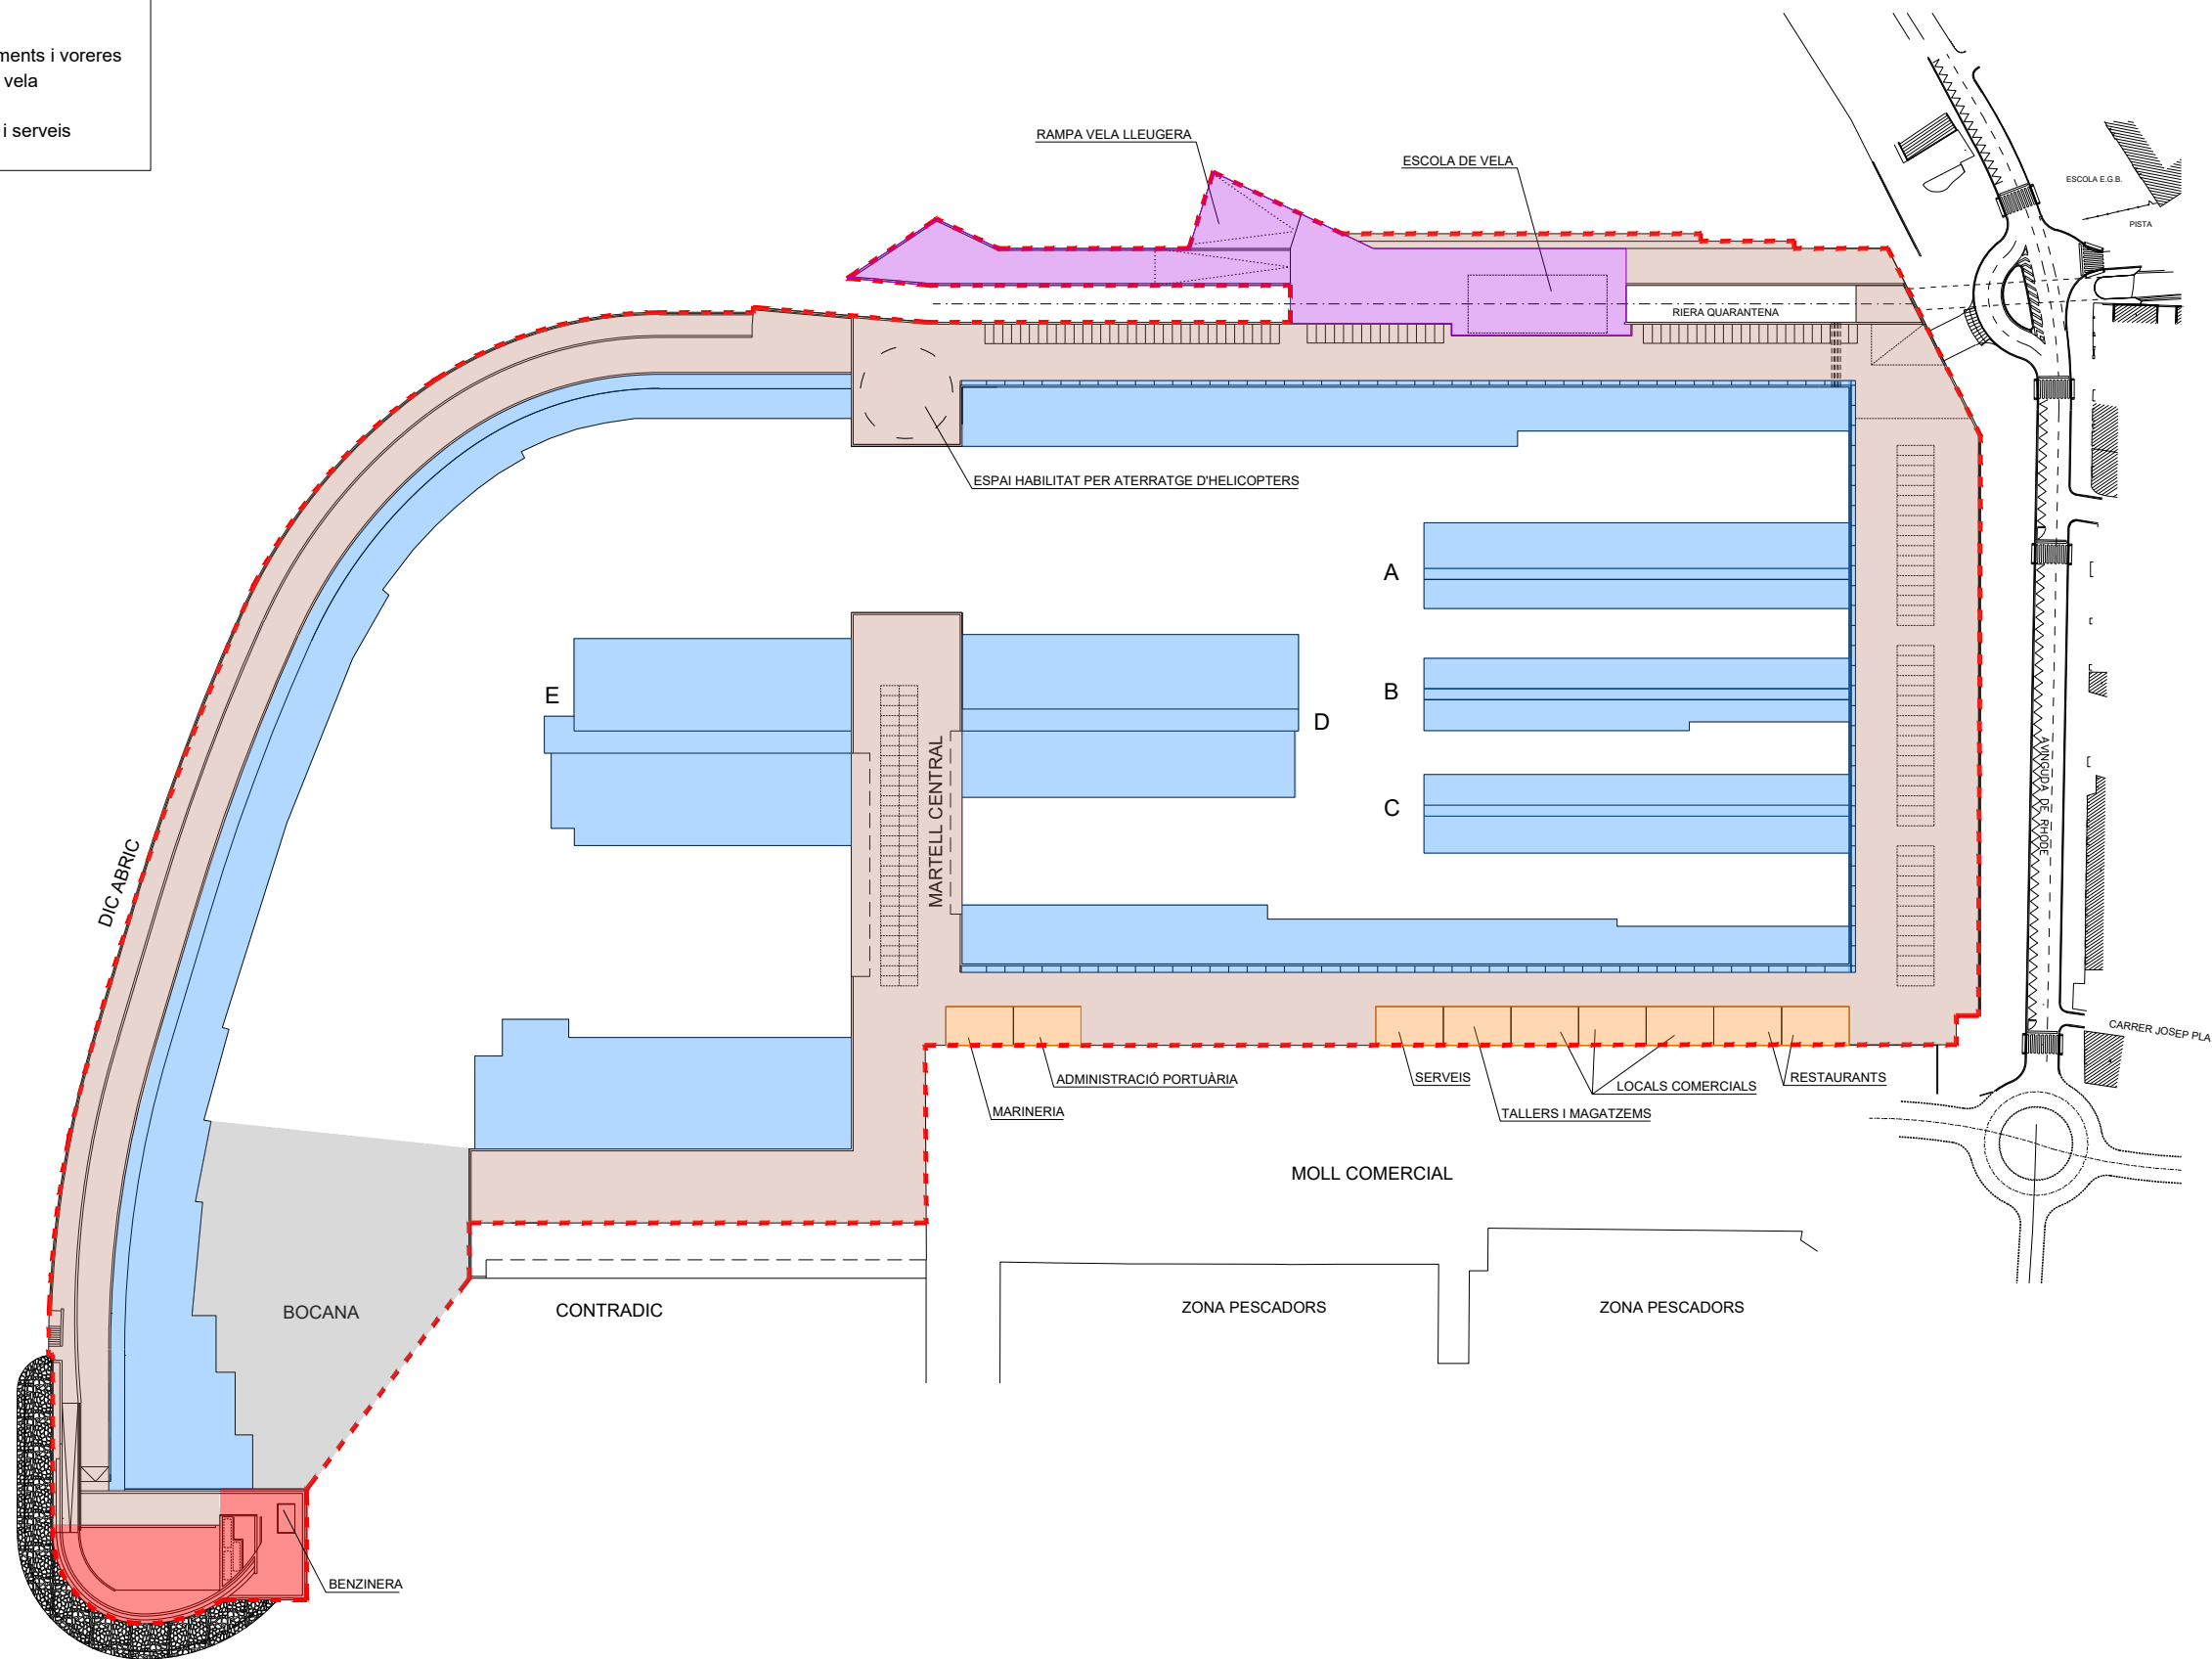 ments i voreres
vela
i serveis
RAMPA VELA LLEUGERA
ESCOLA DE VELA
ESCOLA E.G.B.
PISTA
RIERA QUARANTENA
ESPAI HABILITAT PER ATERRATGE D'HELICOPTERS
A
B
C
D
E
MARTELL CENTRAL
AVINGUDA DE RHODE
DIC ABRIC
CARRER JOSEP PLA
MARINERIA
ADMINISTRACIÓ PORTUÀRIA
SERVEIS
TALLERS I MAGATZEMS
LOCALS COMERCIALS
RESTAURANTS
MOLL COMERCIAL
BOCANA
CONTRADIC
ZONA PESCADORS
ZONA PESCADORS
BENZINERA